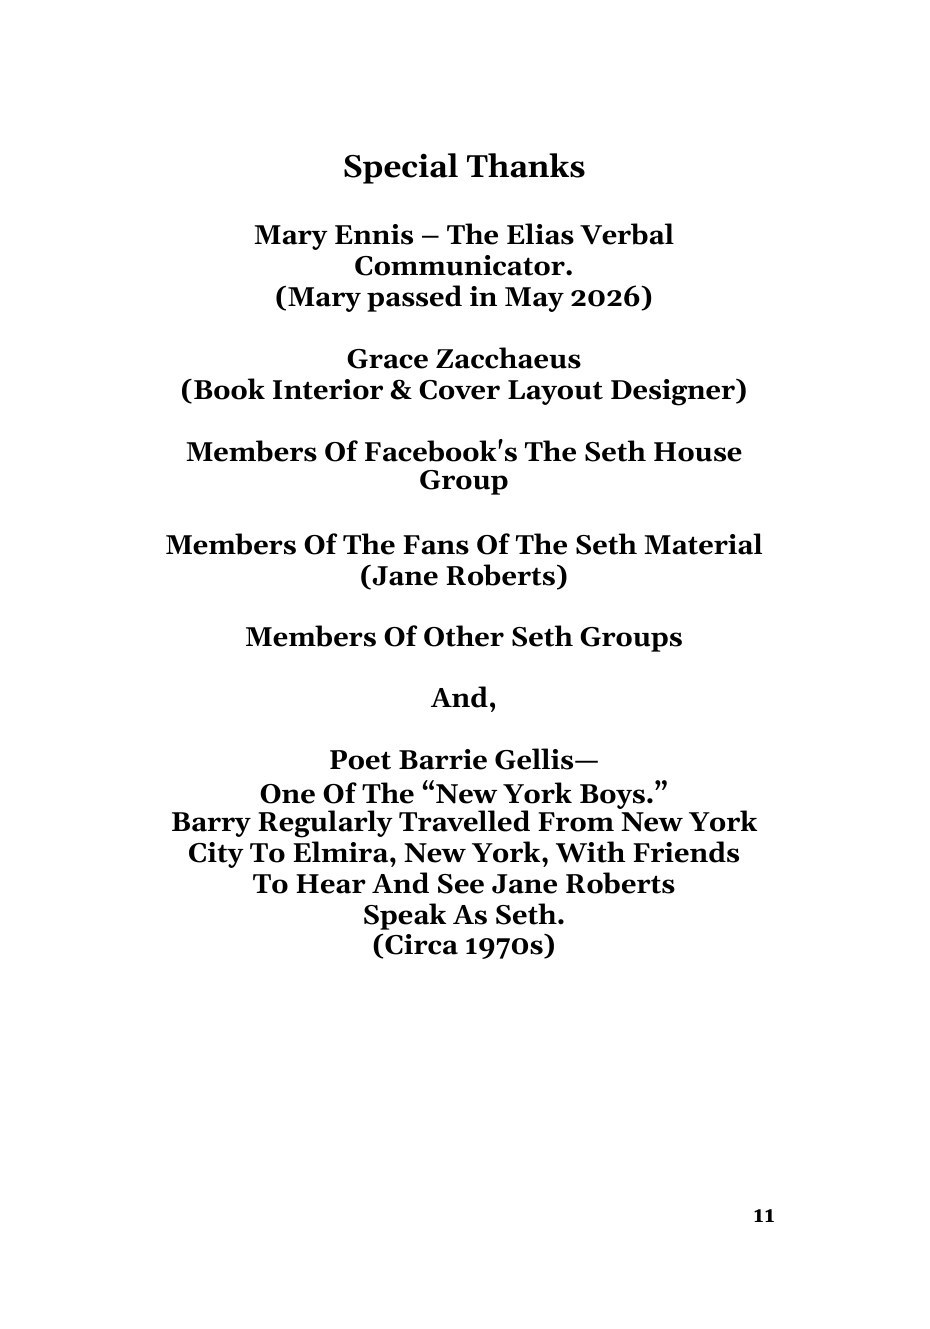 Special Thanks
Mary Ennis – The Elias Verbal
Communicator.
(Mary passed in May 2026)
Grace Zacchaeus
(Book Interior & Cover Layout Designer)
Members Of Facebook's The Seth House
Group
Members Of The Fans Of The Seth Material
(Jane Roberts)
Members Of Other Seth Groups
And,
Poet Barrie Gellis—
One Of The “New York Boys.”
Barry Regularly Travelled From New York
City To Elmira, New York, With Friends
To Hear And See Jane Roberts
Speak As Seth.
(Circa 1970s)
11